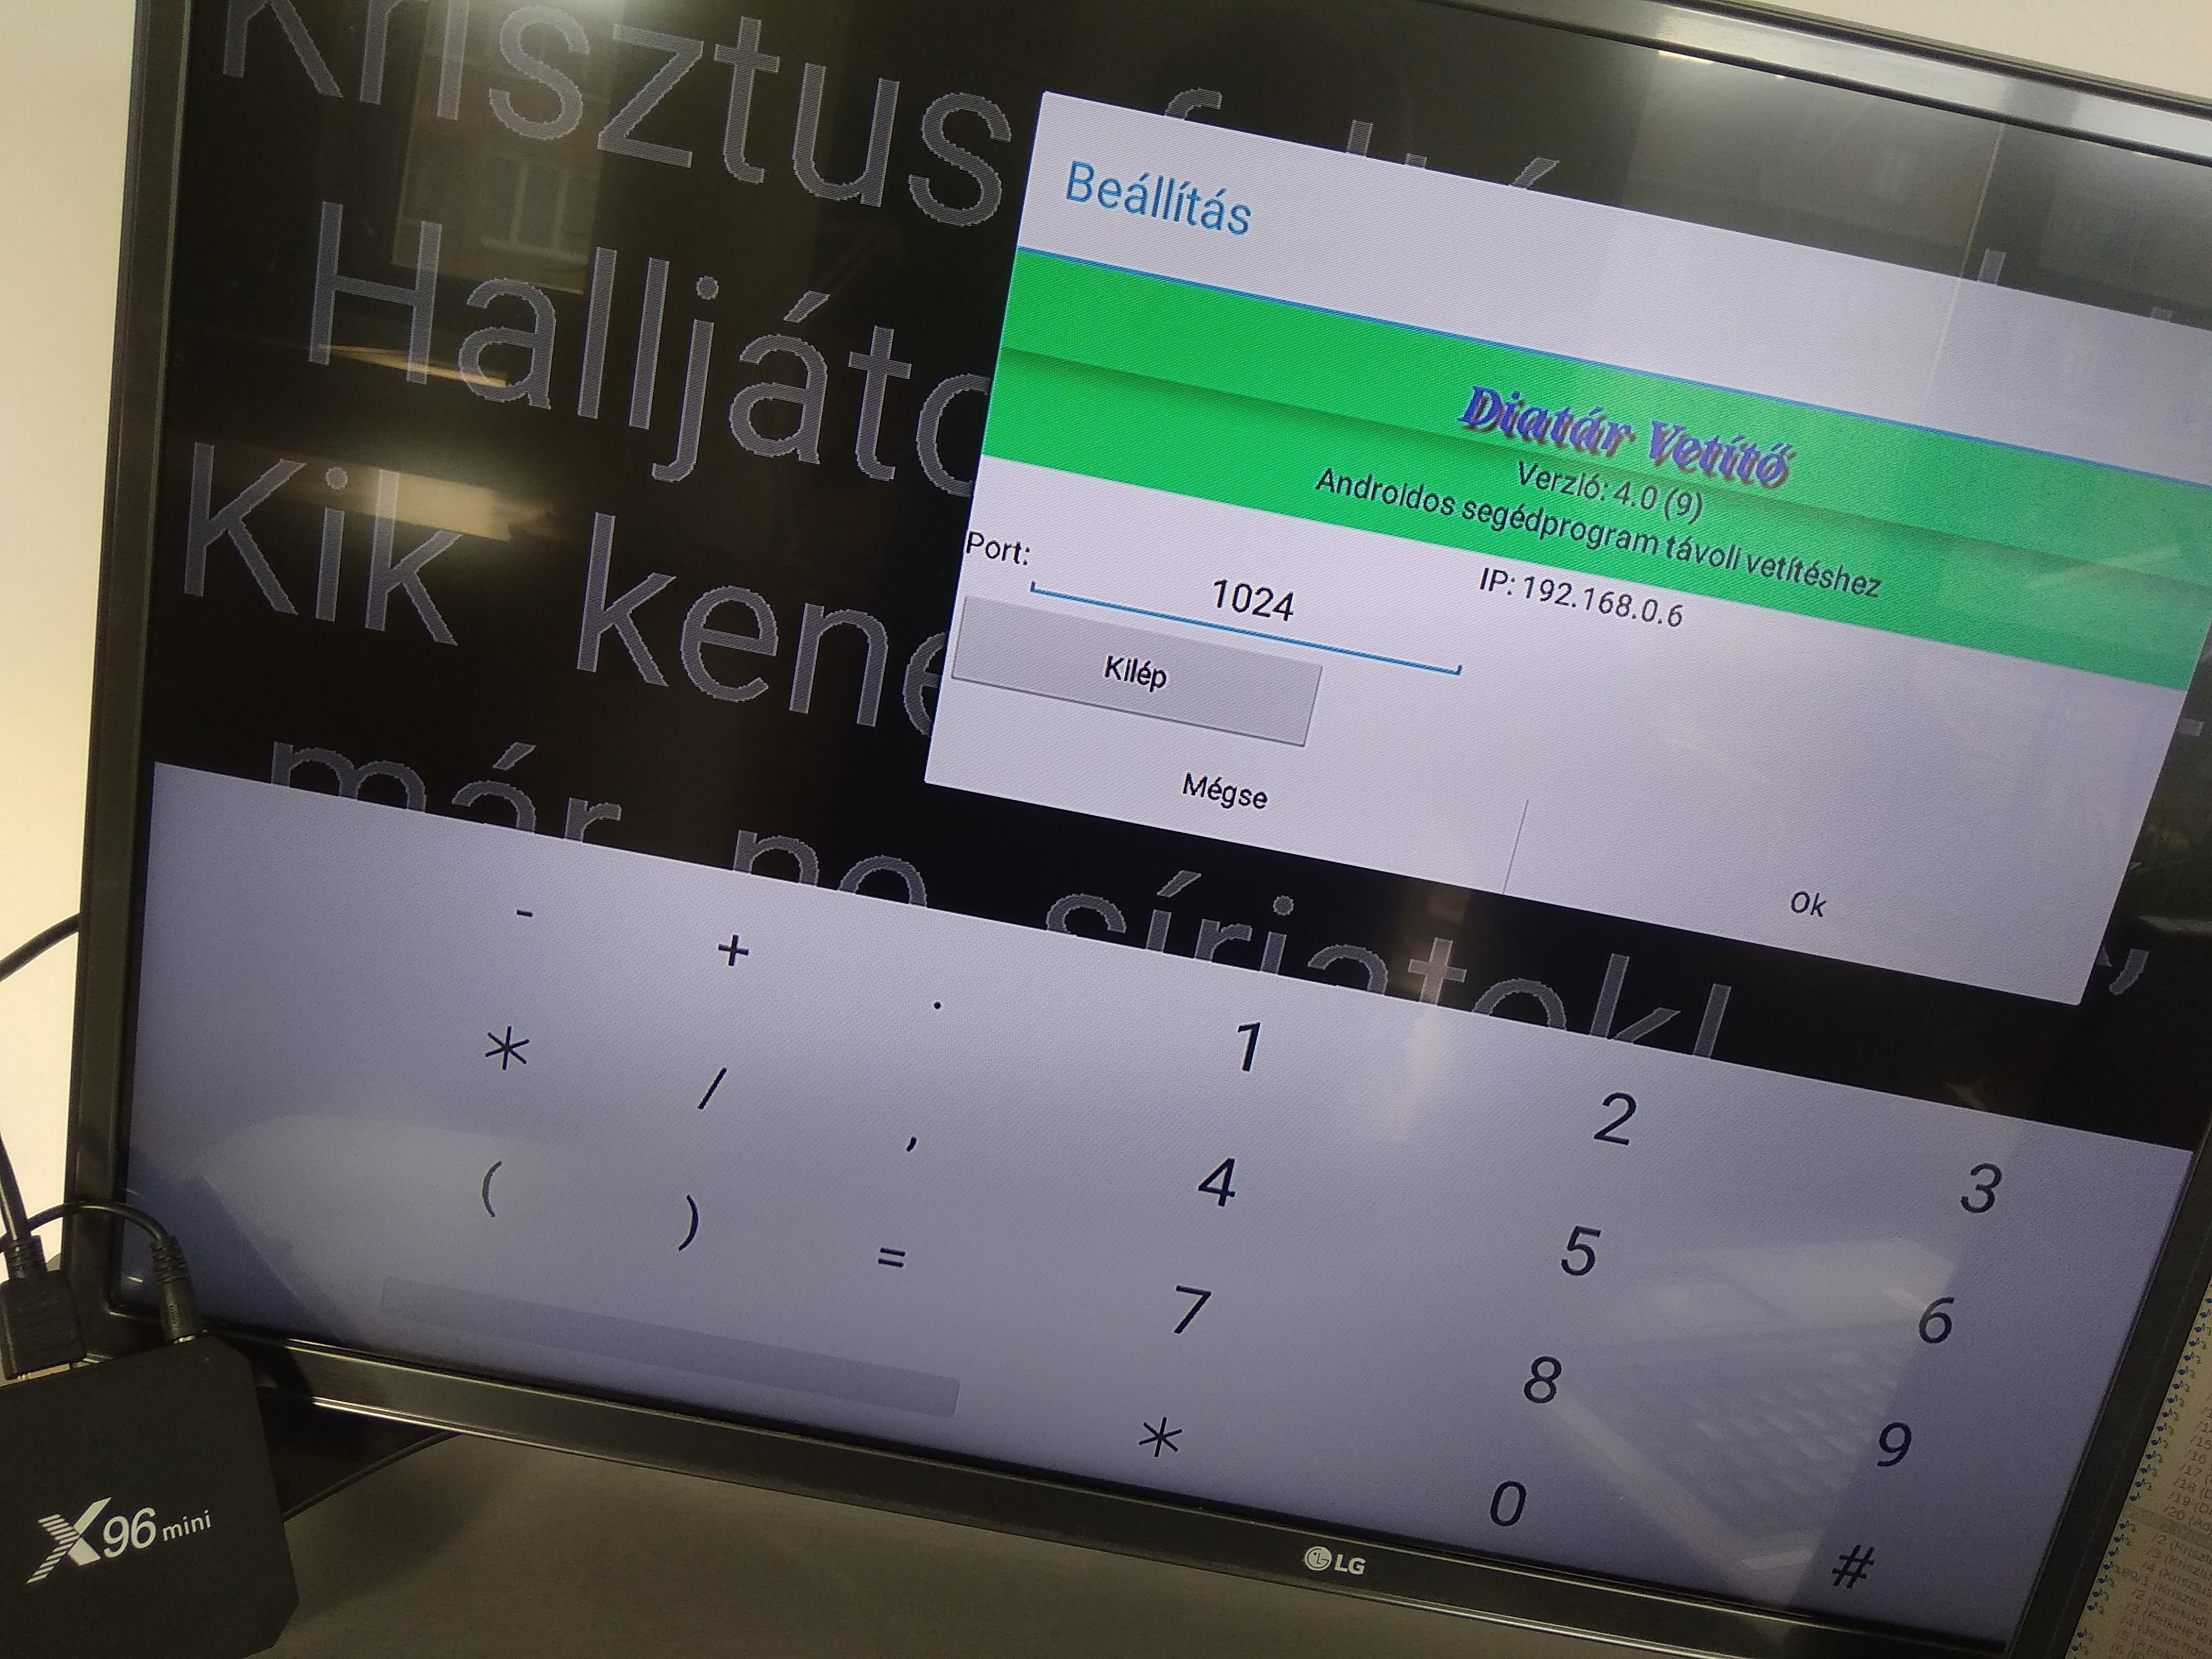 Krisztus
Halljáto
Kik kene
már ne sírjatok!
Beállítás
Diatár Vetítő
Verzió: 4.0 (9)
Androidos segédprogram távoli vetítéshez
Port:
1024
IP: 192.168.0.6
Kilép
Mégse
Ok
- + . 1 2 3
* / , 4 5 6
( ) = 7 8 9
* 0 #
X96 mini
LG